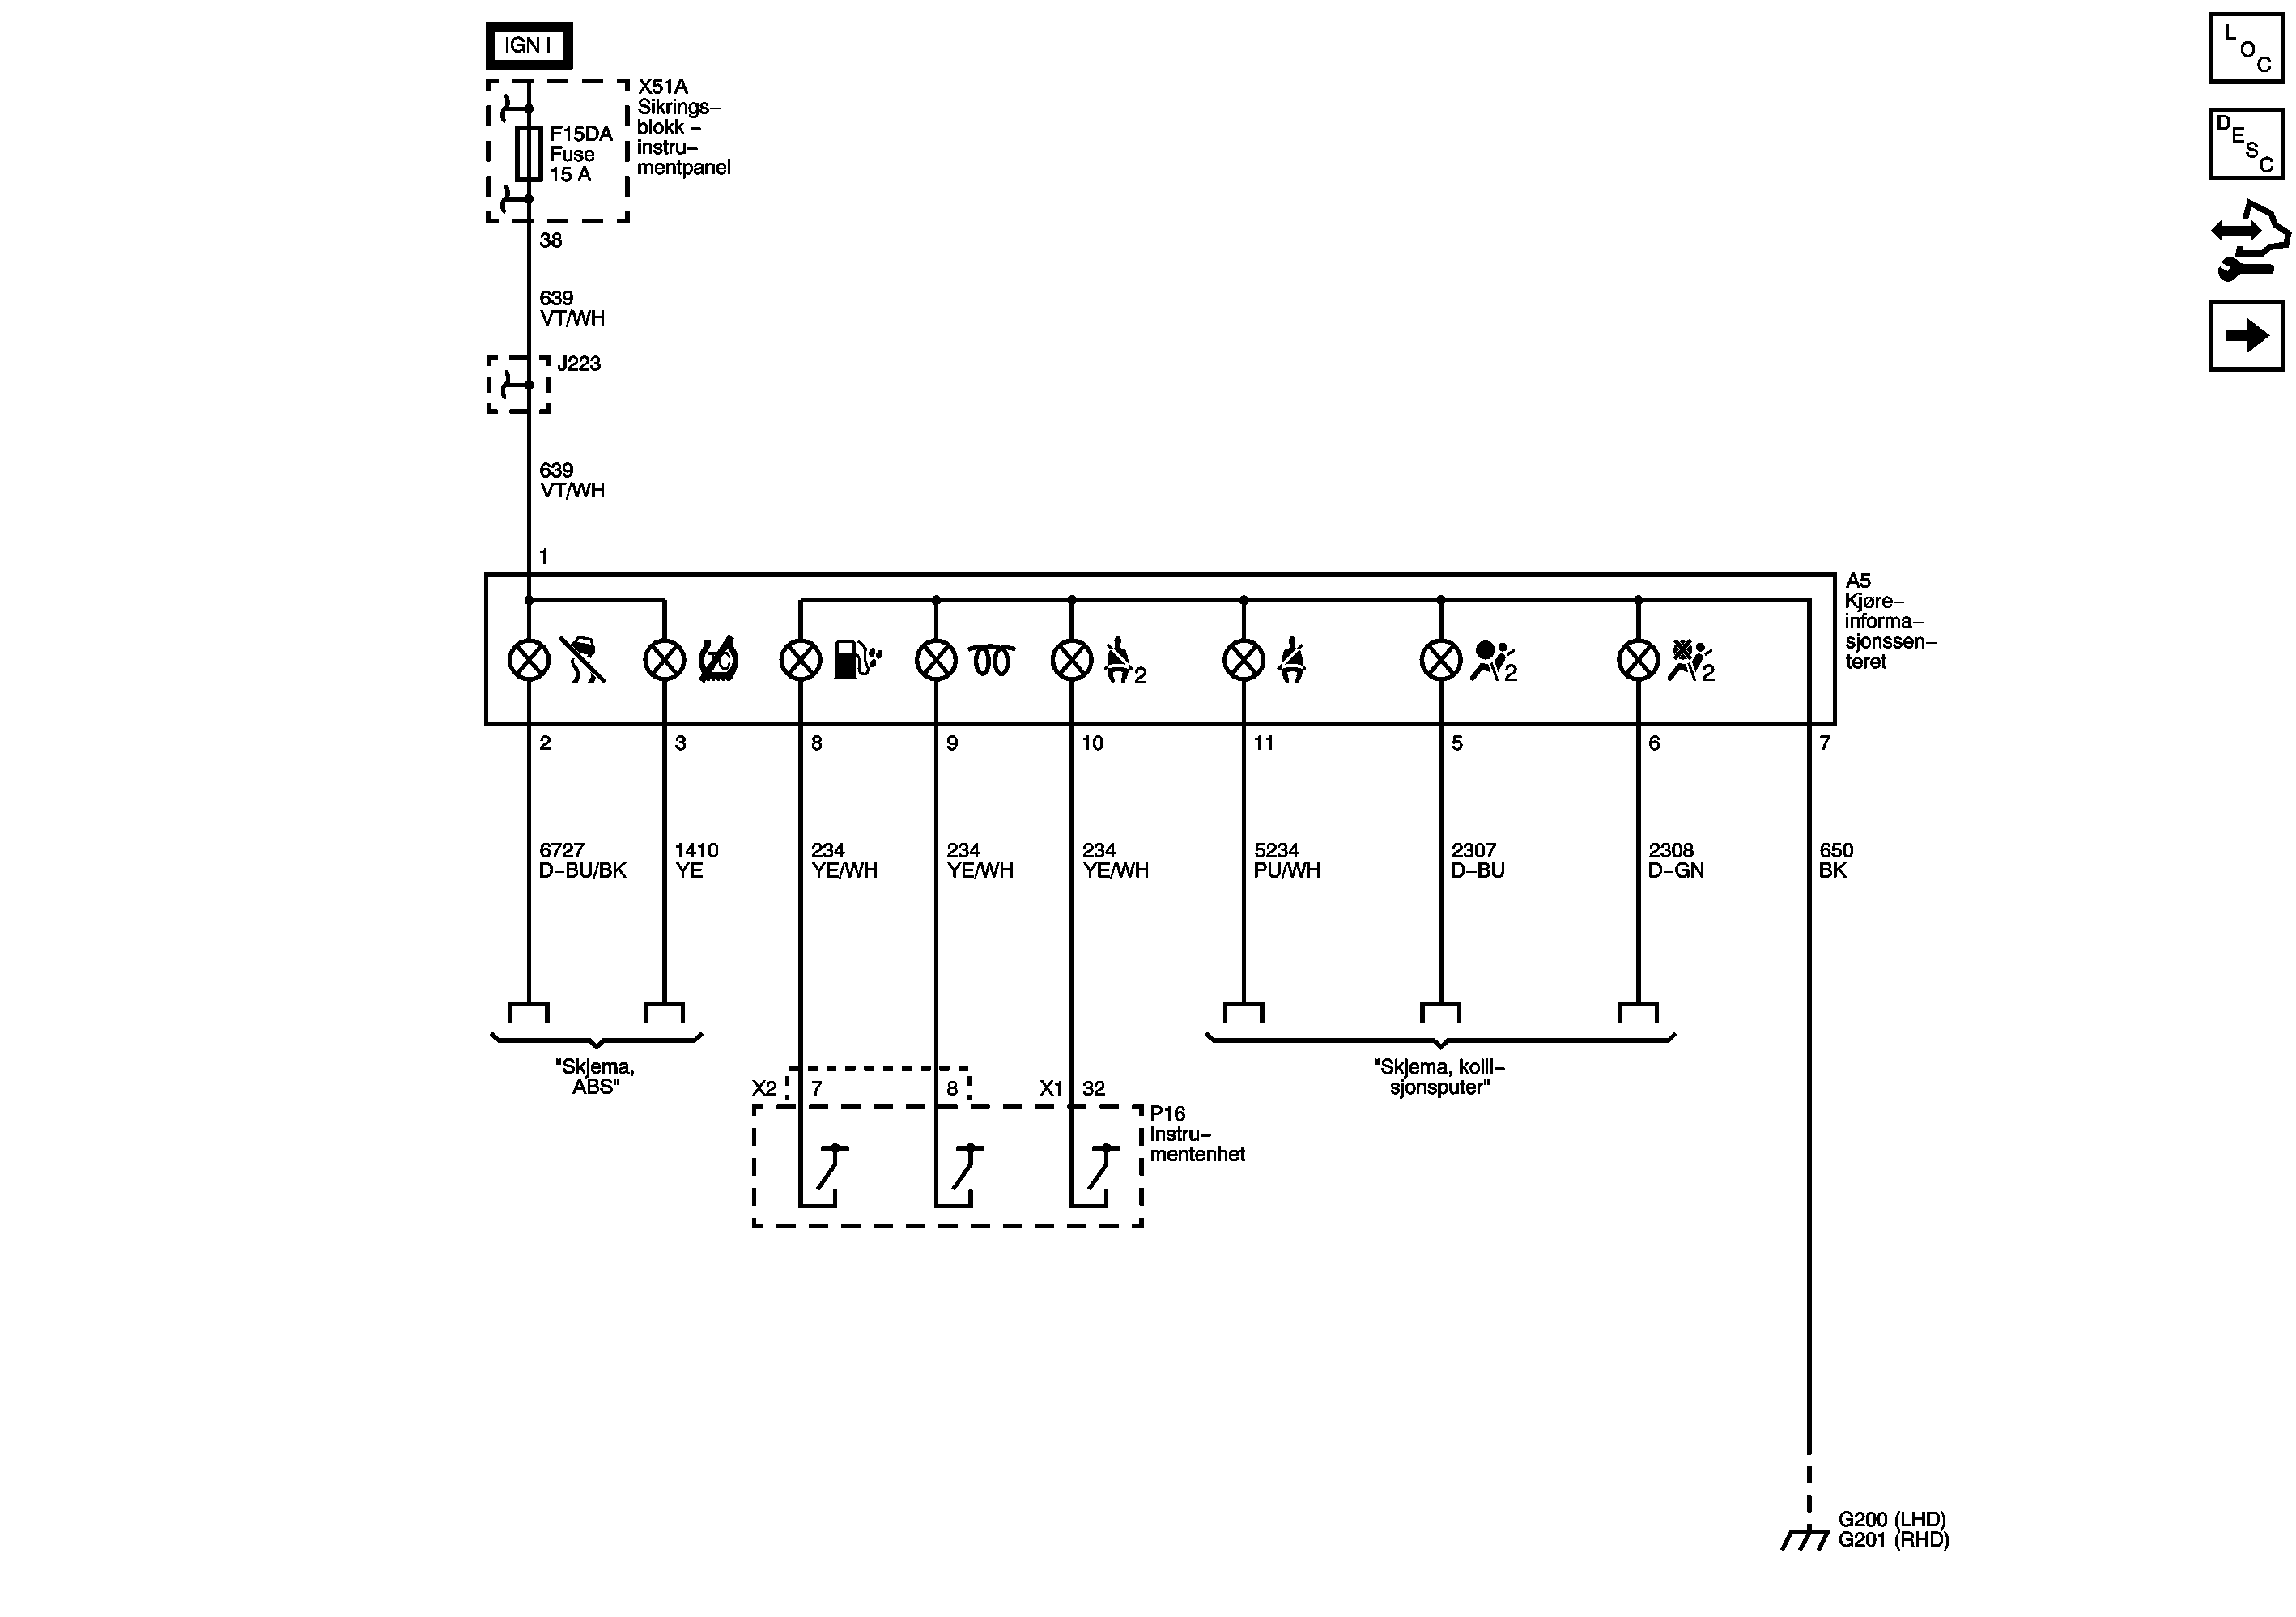 IGN I
X51A
Sikrings–
blokk –
instru–
mentpanel
F15DA
Fuse
15 A
38
639
VT/WH
J223
639
VT/WH
1
A5
Kjøre–
informa–
sjonssen–
teret
TC
2
2
2
2 3 8 9 10 11 5 6 7
6727
D–BU/BK
1410
YE
234
YE/WH
234
YE/WH
234
YE/WH
5234
PU/WH
2307
D–BU
2308
D–GN
650
BK
"Skjema,
ABS"
"Skjema, kolli–
sjonsputer"
X2 7 8 X1 32
P16
Instru–
mentenhet
G200 (LHD)
G201 (RHD)
LOC
DESC